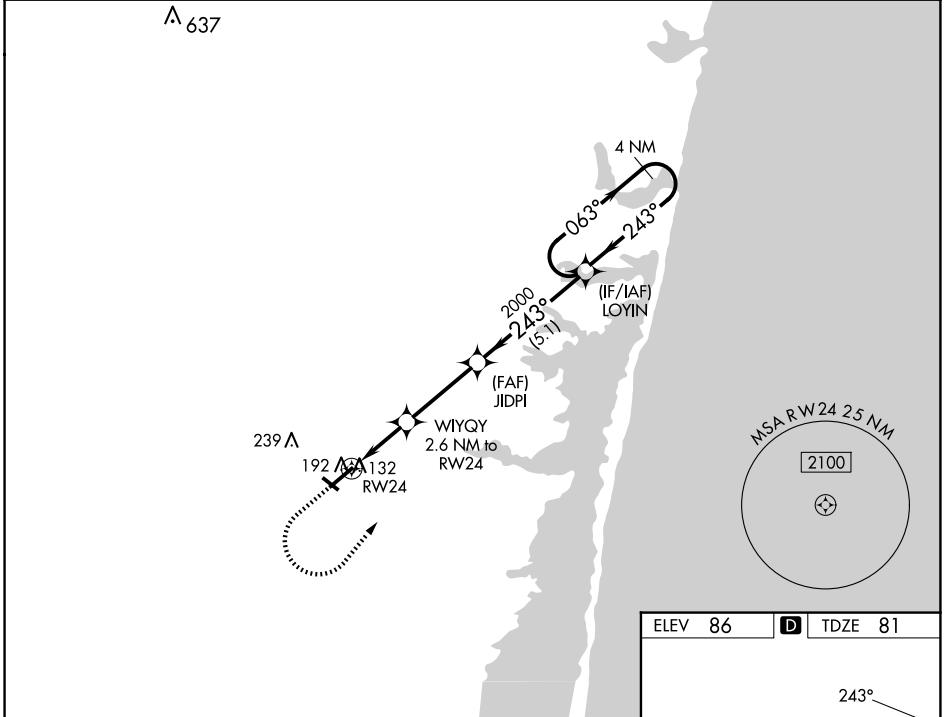 637
4 NM
063°
243°
(IF/IAF)
LOYIN
2000
243°
(5.1)
(FAF)
JIDPI
WIYQY
2.6 NM to
RW24
239
192
132
RW24
MSA RW24 25 NM
2100
ELEV 86 D TDZE 81
243°